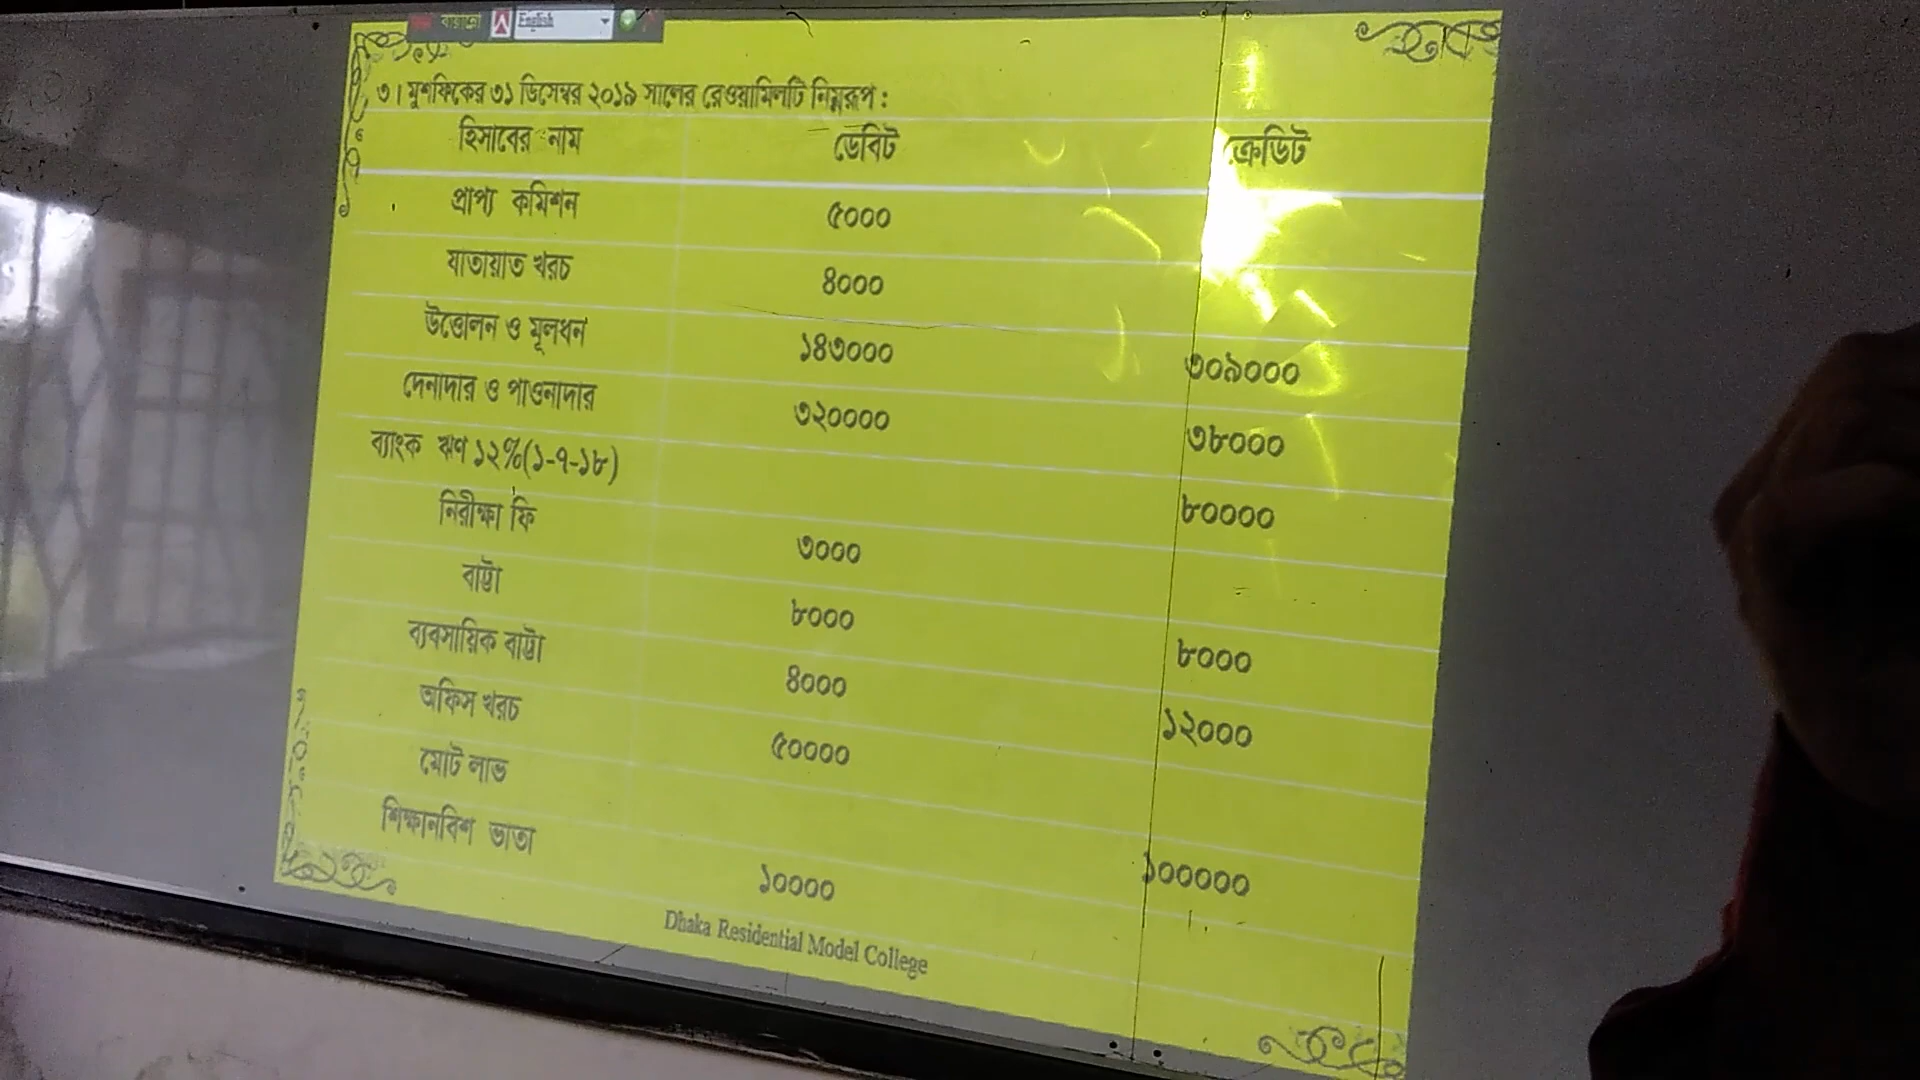 বায়ান্নো English
৩। মুশফিকের ৩১ ডিসেম্বর ২০১৯ সালের রেওয়ামিলটি নিম্নরূপ :
হিসাবের নাম ডেবিট ক্রেডিট
প্রাপ্য কমিশন ৫০০০
যাতায়াত খরচ ৪০০০
উত্তোলন ও মূলধন ১৪৩০০০ ৩০৯০০০
দেনাদার ও পাওনাদার ৩২০০০০ ৩৮০০০
ব্যাংক ঋণ ১২%(১-৭-১৮) ৮০০০০
নিরীক্ষা ফি ৩০০০
বাট্টা ৮০০০ ৮০০০
ব্যবসায়িক বাট্টা ৪০০০ ১২০০০
অফিস খরচ ৫০০০০
মোট লাভ ১০০০০০
শিক্ষানবিশ ভাতা ১০০০০
Dhaka Residential Model College